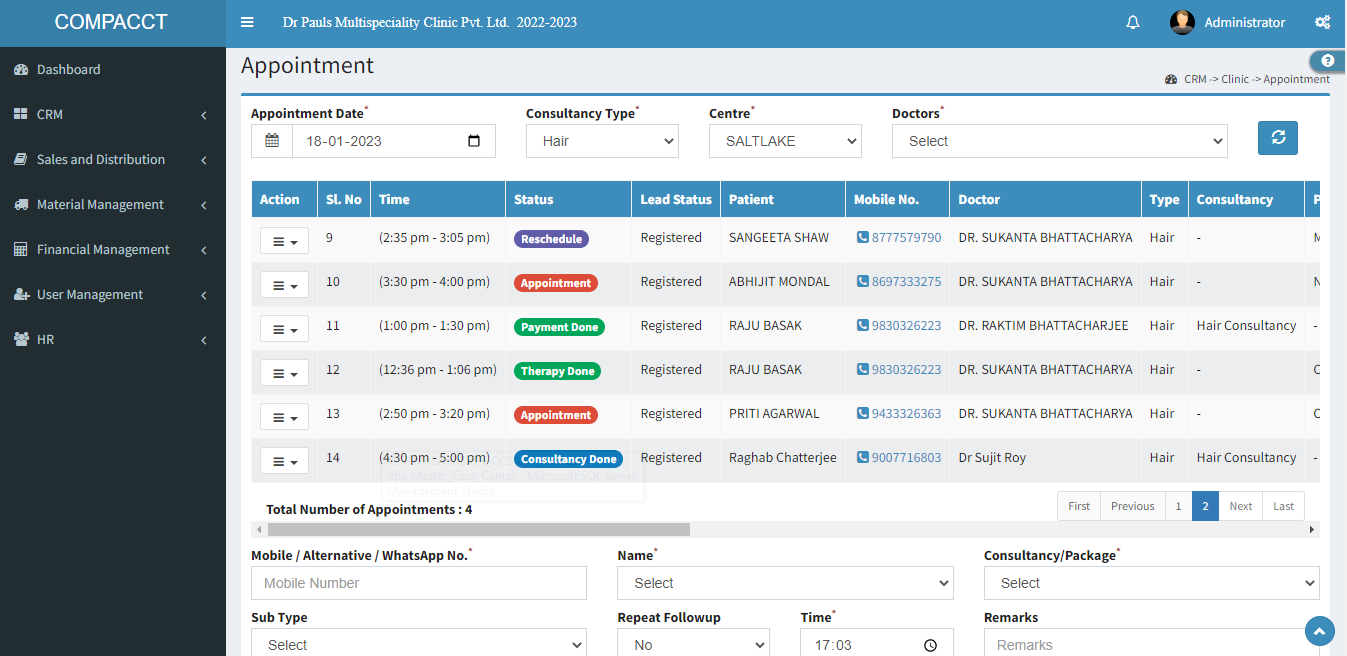 COMPACCT
Dr Pauls Multispeciality Clinic Pvt. Ltd. 2022-2023
Administrator
Dashboard
CRM
Sales and Distribution
Material Management
Financial Management
User Management
HR
Appointment
CRM -> Clinic -> Appointment
Appointment Date* Consultancy Type* Centre* Doctors*
18-01-2023 Hair SALTLAKE Select
Action Sl. No Time Status Lead Status Patient Mobile No. Doctor Type Consultancy
9 (2:35 pm - 3:05 pm) Reschedule Registered SANGEETA SHAW 8777579790 DR. SUKANTA BHATTACHARYA Hair -
10 (3:30 pm - 4:00 pm) Appointment Registered ABHIJIT MONDAL 8697333275 DR. SUKANTA BHATTACHARYA Hair -
11 (1:00 pm - 1:30 pm) Payment Done Registered RAJU BASAK 9830326223 DR. RAKTIM BHATTACHARJEE Hair Hair Consultancy -
12 (12:36 pm - 1:06 pm) Therapy Done Registered RAJU BASAK 9830326223 DR. SUKANTA BHATTACHARYA Hair -
13 (2:50 pm - 3:20 pm) Appointment Registered PRITI AGARWAL 9433326363 DR. SUKANTA BHATTACHARYA Hair -
14 (4:30 pm - 5:00 pm) Consultancy Done Registered Raghab Chatterjee 9007716803 Dr Sujit Roy Hair Hair Consultancy -
dbo.Master_Cost_Center - Microsoft SQL Server
Management Studio
Total Number of Appointments : 4
First Previous 1 2 Next Last
Mobile / Alternative / WhatsApp No.* Name* Consultancy/Package*
Mobile Number Select Select
Sub Type Repeat Followup Time* Remarks
Select No 17:03 Remarks